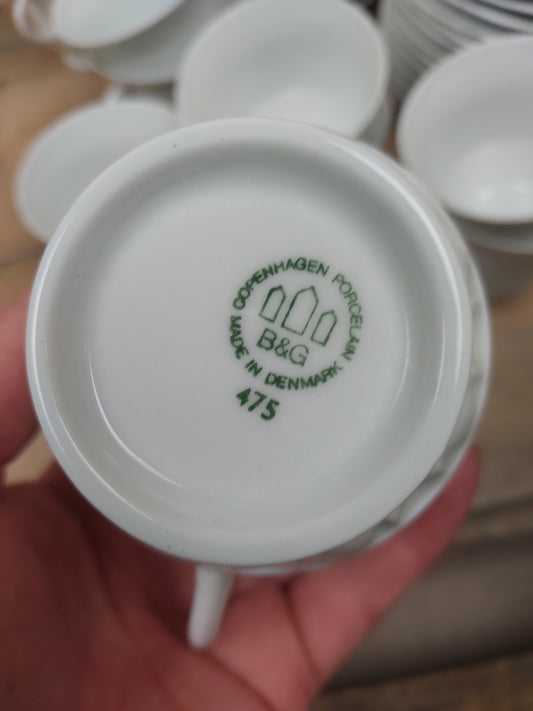 COPENHAGEN PORCELAIN
B&G
MADE IN DENMARK
475